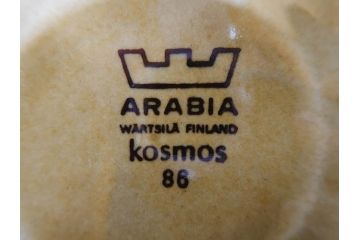 ARABIA
WÄRTSILÄ FINLAND
kosmos
86